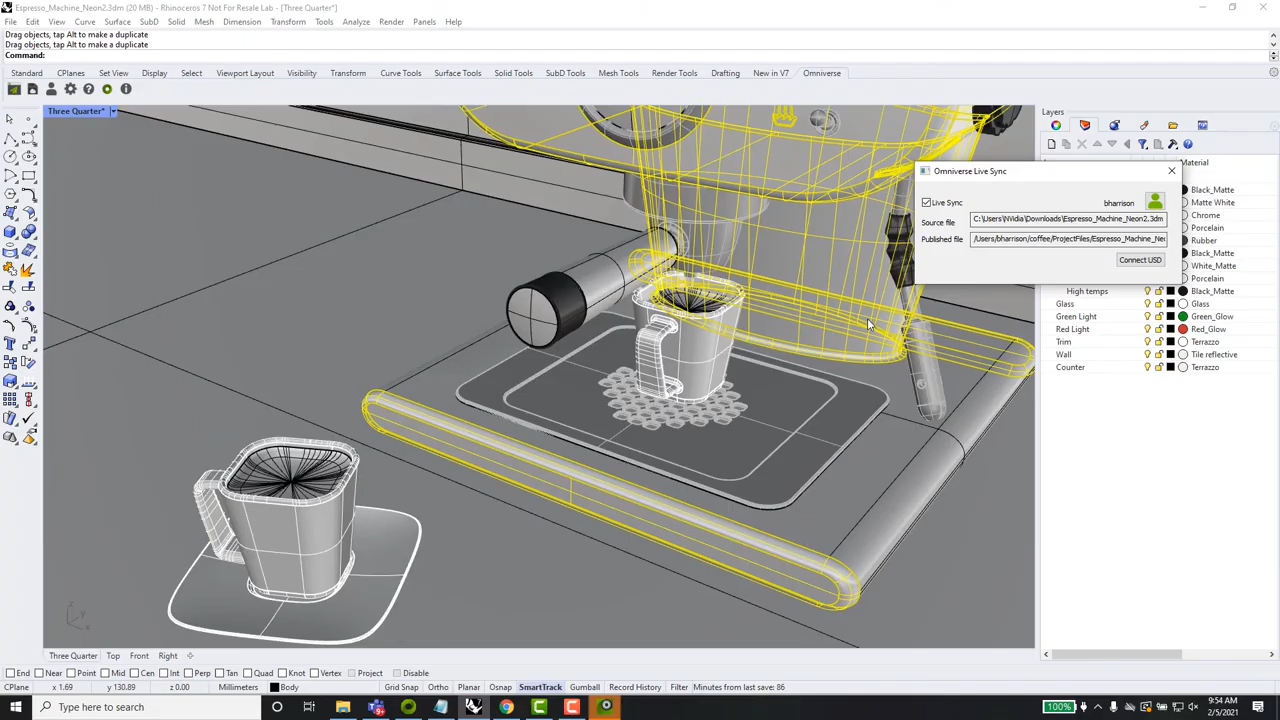 Espresso_Machine_Neon2.3dm (20 MB) - Rhinoceros 7 Not For Resale Lab - [Three Quarter*]
File Edit View Curve Surface SubD Solid Mesh Dimension Transform Tools Analyze Render Panels Help
Drag objects, tap Alt to make a duplicate
Drag objects, tap Alt to make a duplicate
Command:
Standard CPlanes Set View Display Select Viewport Layout Visibility Transform Curve Tools Surface Tools Solid Tools SubD Tools Mesh Tools Render Tools Drafting New in V7 Omniverse
Three Quarter*
Layers
Material
Omniverse Live Sync
Live Sync bharrison
Source file C:\Users\NVidia\Downloads\Espresso_Machine_Neon2.3dm
Published file /Users/bharrison/coffee/ProjectFiles/Espresso_Machine_Neo
Connect USD
Black_Matte
Matte White
Chrome
Porcelain
Rubber
Black_Matte
White_Matte
Porcelain
High temps Black_Matte
Glass Glass
Green Light Green_Glow
Red Light Red_Glow
Trim Terrazzo
Wall Tile reflective
Counter Terrazzo
z y x
Three Quarter Top Front Right
End Near Point Mid Cen Int Perp Tan Quad Knot Vertex Project Disable
CPlane x 1.69 y 130.89 z 0.00 Millimeters Body Grid Snap Ortho Planar Osnap SmartTrack Gumball Record History Filter Minutes from last save: 86
Type here to search
100%
9:54 AM
2/5/2021